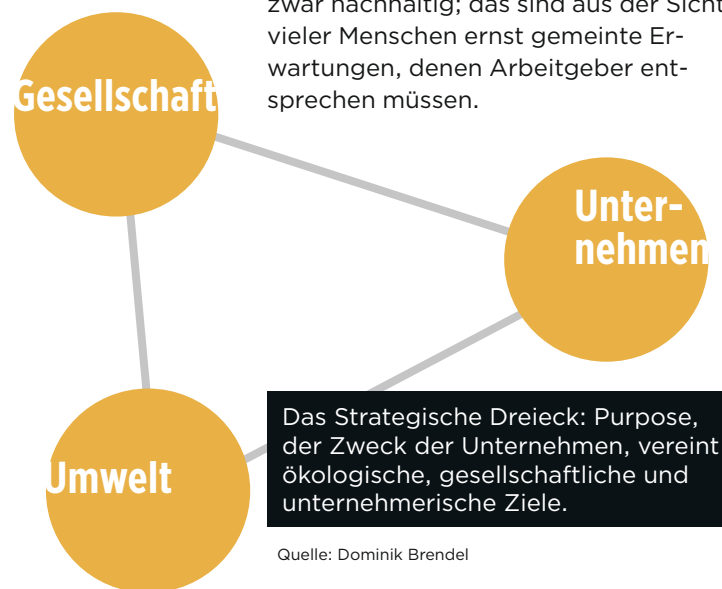 zwar nachhaltig; das sind aus der Sicht
vieler Menschen ernst gemeinte Er-
wartungen, denen Arbeitgeber ent-
sprechen müssen.
Gesellschaft
Unter-
nehmen
Umwelt
Das Strategische Dreieck: Purpose,
der Zweck der Unternehmen, vereint
ökologische, gesellschaftliche und
unternehmerische Ziele.
Quelle: Dominik Brendel